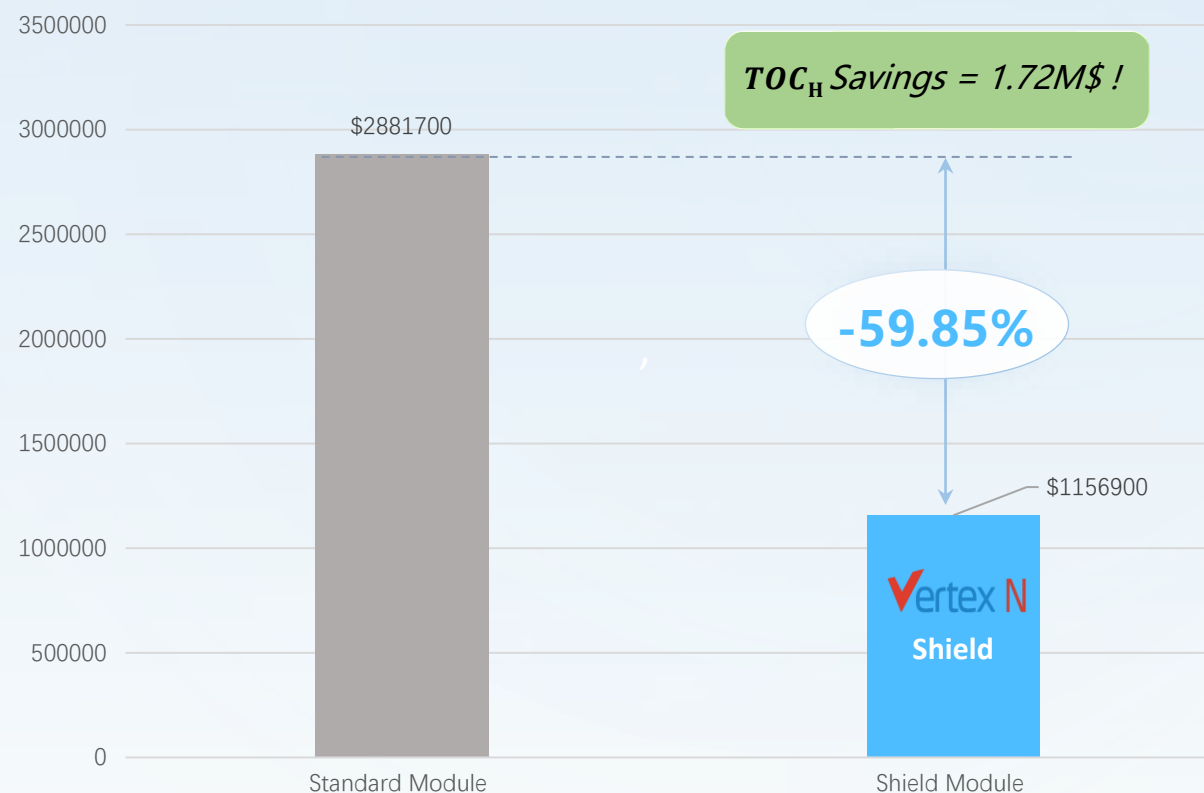 3500000
TOC_H Savings = 1.72M$ !
3000000
$2881700
2500000
-59.85%
2000000
,
1500000
$1156900
1000000
Vertex N
Shield
500000
0
Standard Module
Shield Module